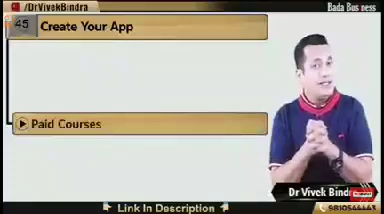 /DrVivekBindra
Bada Business
45 Create Your App
Paid Courses
Dr Vivek Bindra
Link In Description